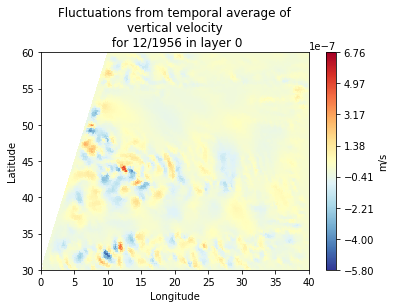 Fluctuations from temporal average of
vertical velocity
for 12/1956 in layer 0
1e−7
60
55
50
45
40
35
30
Latitude
0 5 10 15 20 25 30 35 40
Longitude
6.76
4.97
3.17
1.38
−0.41
−2.21
−4.00
−5.80
m/s